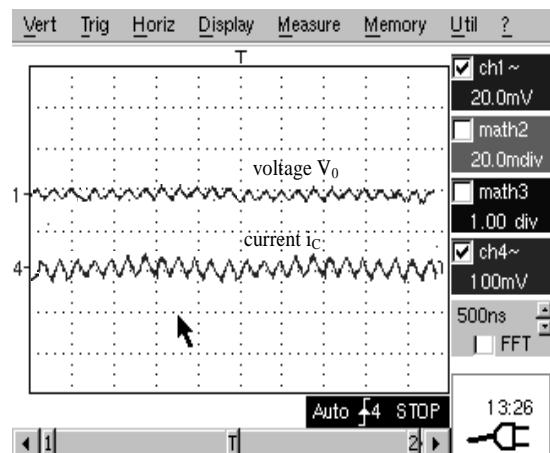 Vert Trig Horiz Display Measure Memory Util ?
T
ch1 ~
20.0mV
math2
20.0mdiv
math3
1.00 div
ch4~
100mV
500ns
FFT
voltage V₀
1
current i_C
4
Auto 4 STOP
13:26
1 T 2